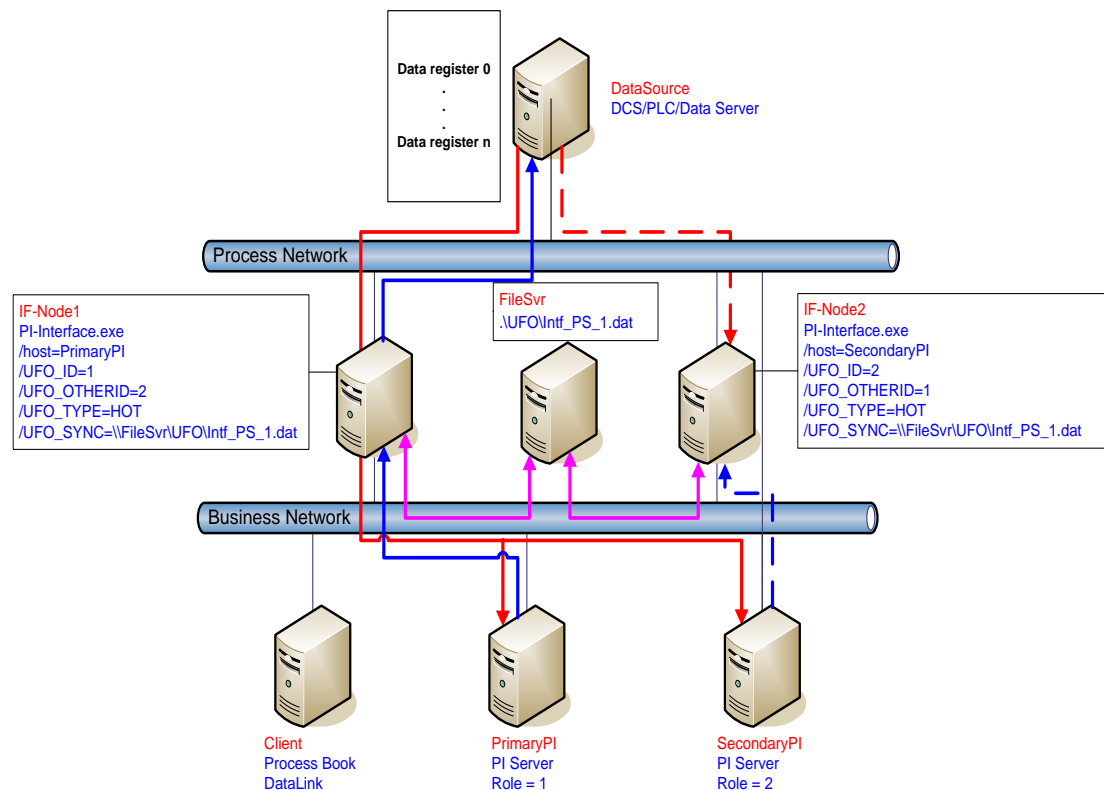 Data register 0
.
.
.
Data register n
DataSource
DCS/PLC/Data Server
Process Network
IF-Node1
PI-Interface.exe
/host=PrimaryPI
/UFO_ID=1
/UFO_OTHERID=2
/UFO_TYPE=HOT
/UFO_SYNC=\\FileSvr\UFO\Intf_PS_1.dat
FileSvr
.\UFO\Intf_PS_1.dat
IF-Node2
PI-Interface.exe
/host=SecondaryPI
/UFO_ID=2
/UFO_OTHERID=1
/UFO_TYPE=HOT
/UFO_SYNC=\\FileSvr\UFO\Intf_PS_1.dat
Business Network
Client
Process Book
DataLink
PrimaryPI
PI Server
Role = 1
SecondaryPI
PI Server
Role = 2